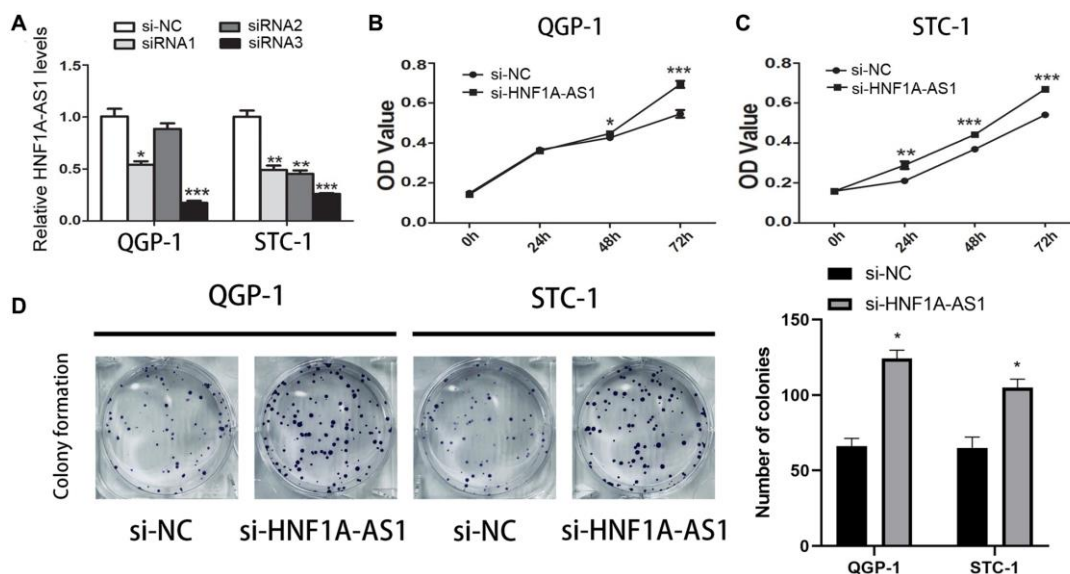 A
si-NC
siRNA2
siRNA1
siRNA3
Relative HNF1A-AS1 levels
1.5
1.0
0.5
0.0
* *** ** ** ***
QGP-1 STC-1
B
QGP-1
si-NC
si-HNF1A-AS1
OD Value
0.8
0.6
0.4
0.2
0.0
* ***
0h 24h 48h 72h
C
STC-1
si-NC
si-HNF1A-AS1
OD Value
0.8
0.6
0.4
0.2
0.0
** *** ***
0h 24h 48h 72h
D
QGP-1 STC-1
Colony formation
si-NC si-HNF1A-AS1 si-NC si-HNF1A-AS1
si-NC
si-HNF1A-AS1
Number of colonies
150
100
50
0
* *
QGP-1 STC-1